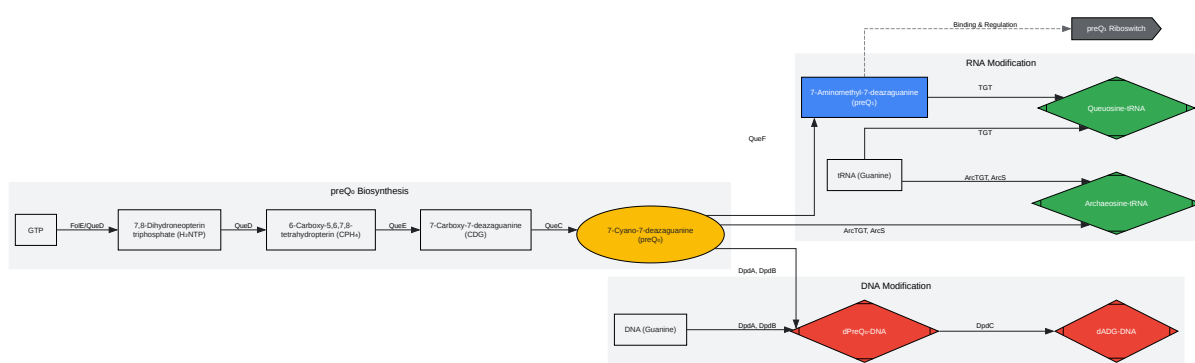 Binding & Regulation
preQ₁ Riboswitch
RNA Modification
7-Aminomethyl-7-deazaguanine
(preQ₁)
TGT
Queuosine-tRNA
TGT
QueF
tRNA (Guanine)
ArcTGT, ArcS
Archaeosine-tRNA
preQ₀ Biosynthesis
GTP
FolE/QueD
7,8-Dihydroneopterin
triphosphate (H₂NTP)
QueD
6-Carboxy-5,6,7,8-
tetrahydropterin (CPH₄)
QueE
7-Carboxy-7-deazaguanine
(CDG)
QueC
7-Cyano-7-deazaguanine
(preQ₀)
ArcTGT, ArcS
DpdA, DpdB
DNA Modification
DNA (Guanine)
DpdA, DpdB
dPreQ₀-DNA
DpdC
dADG-DNA